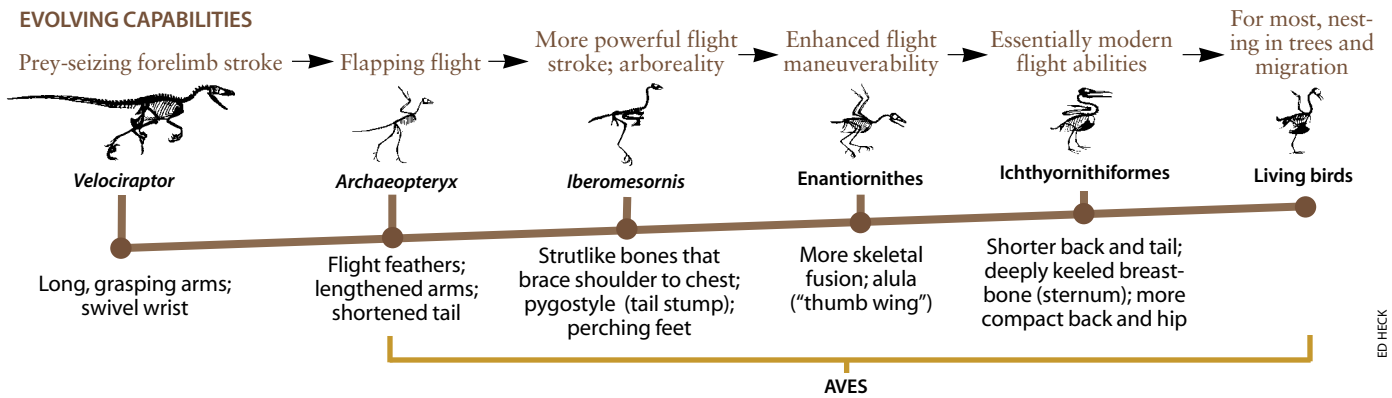 EVOLVING CAPABILITIES
Prey-seizing forelimb stroke
Flapping flight
More powerful flight
stroke; arboreality
Enhanced flight
maneuverability
Essentially modern
flight abilities
For most, nest-
ing in trees and
migration
Velociraptor
Archaeopteryx
Iberomesornis
Enantiornithes
Ichthyornithiformes
Living birds
Long, grasping arms;
swivel wrist
Flight feathers;
lengthened arms;
shortened tail
Strutlike bones that
brace shoulder to chest;
pygostyle (tail stump);
perching feet
More skeletal
fusion; alula
(“thumb wing”)
Shorter back and tail;
deeply keeled breast-
bone (sternum); more
compact back and hip
AVES
ED HECK